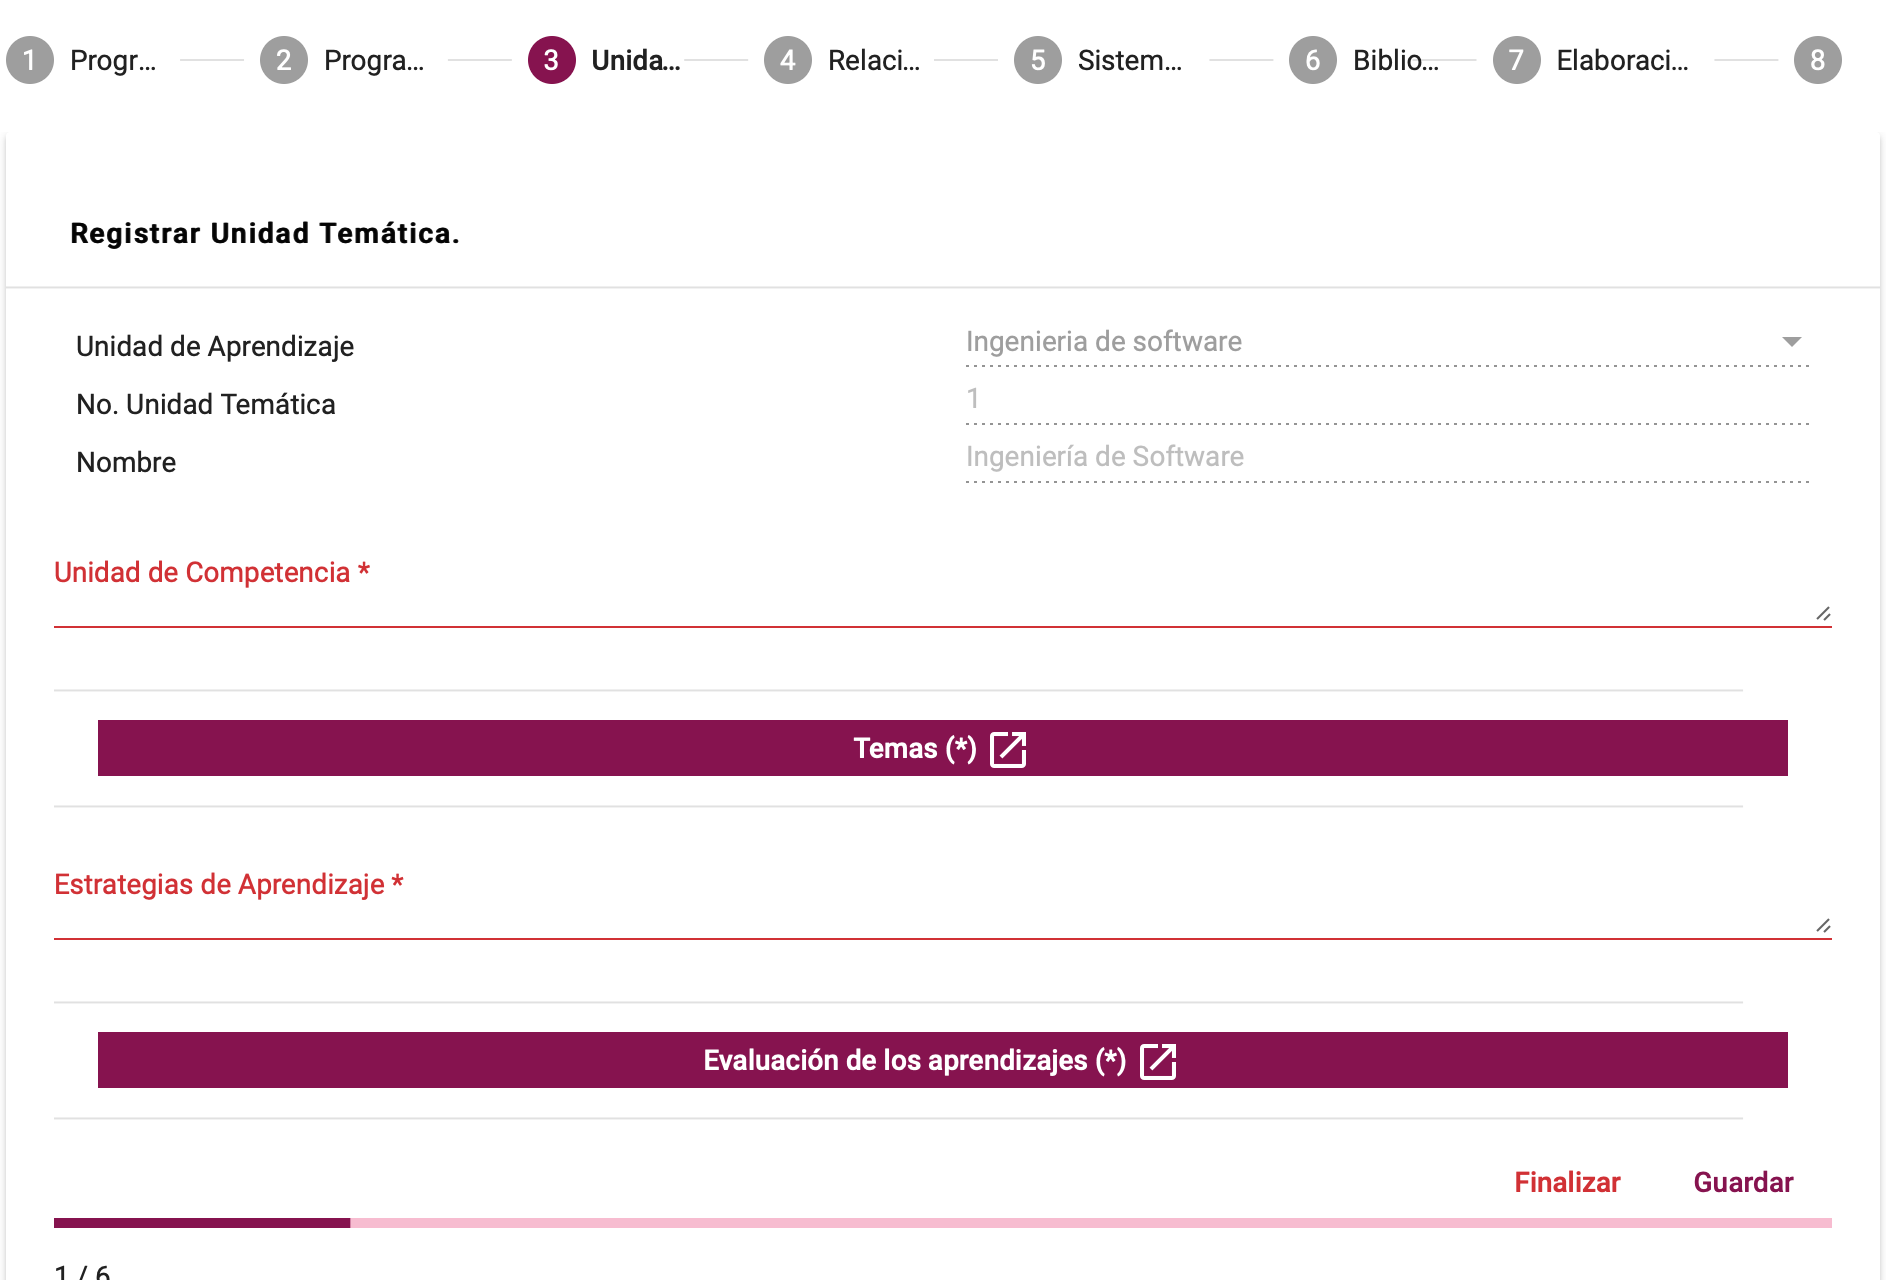 1 Progr... 2 Progra... 3 Unida... 4 Relaci... 5 Sistem... 6 Biblio... 7 Elaboraci... 8
Registrar Unidad Temática.
Unidad de Aprendizaje Ingenieria de software
No. Unidad Temática 1
Nombre Ingeniería de Software
Unidad de Competencia *
Temas (*)
Estrategias de Aprendizaje *
Evaluación de los aprendizajes (*)
Finalizar Guardar
1 / 6